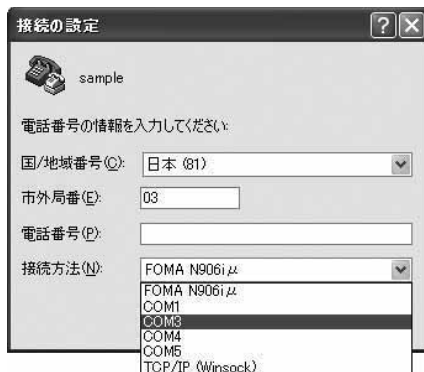 接続の設定
sample
電話番号の情報を入力してください:
国/地域番号(C): 日本 (81)
市外局番(E): 03
電話番号(P):
接続方法(N): FOMA N906iμ
FOMA N906iμ
COM1
COM3
COM4
COM5
TCP/IP (Winsock)